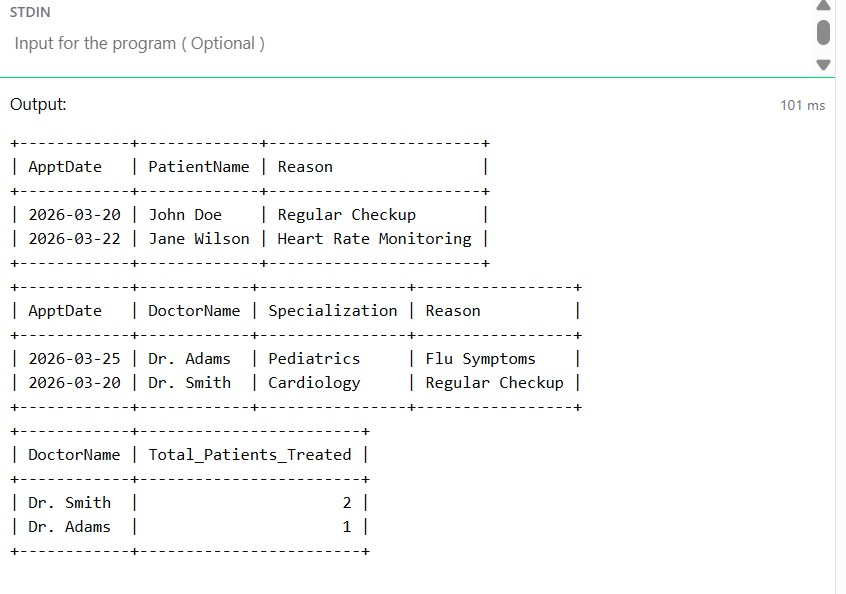 STDIN
Input for the program ( Optional )
Output:
101 ms
+------------+-------------+-----------------------+
| ApptDate   | PatientName | Reason                |
+------------+-------------+-----------------------+
| 2026-03-20 | John Doe    | Regular Checkup       |
| 2026-03-22 | Jane Wilson | Heart Rate Monitoring |
+------------+-------------+-----------------------+
+------------+------------+----------------+-----------------+
| ApptDate   | DoctorName | Specialization | Reason          |
+------------+------------+----------------+-----------------+
| 2026-03-25 | Dr. Adams  | Pediatrics     | Flu Symptoms    |
| 2026-03-20 | Dr. Smith  | Cardiology     | Regular Checkup |
+------------+------------+----------------+-----------------+
+------------+------------------------+
| DoctorName | Total_Patients_Treated |
+------------+------------------------+
| Dr. Smith  |                      2 |
| Dr. Adams  |                      1 |
+------------+------------------------+